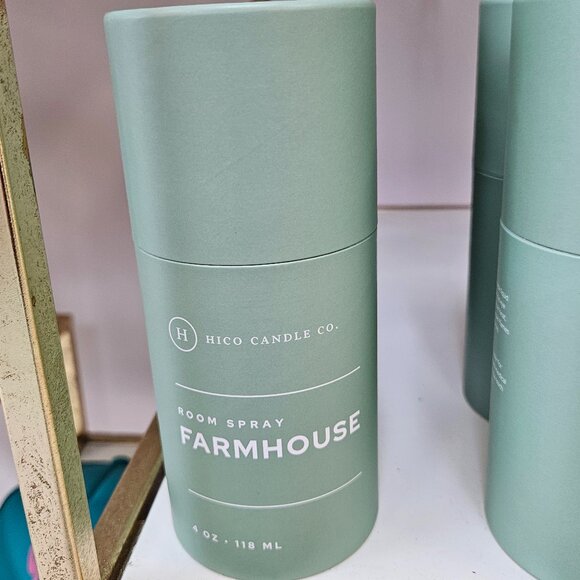 H HICO CANDLE CO.
ROOM SPRAY
FARMHOUSE
4 OZ · 118 ML